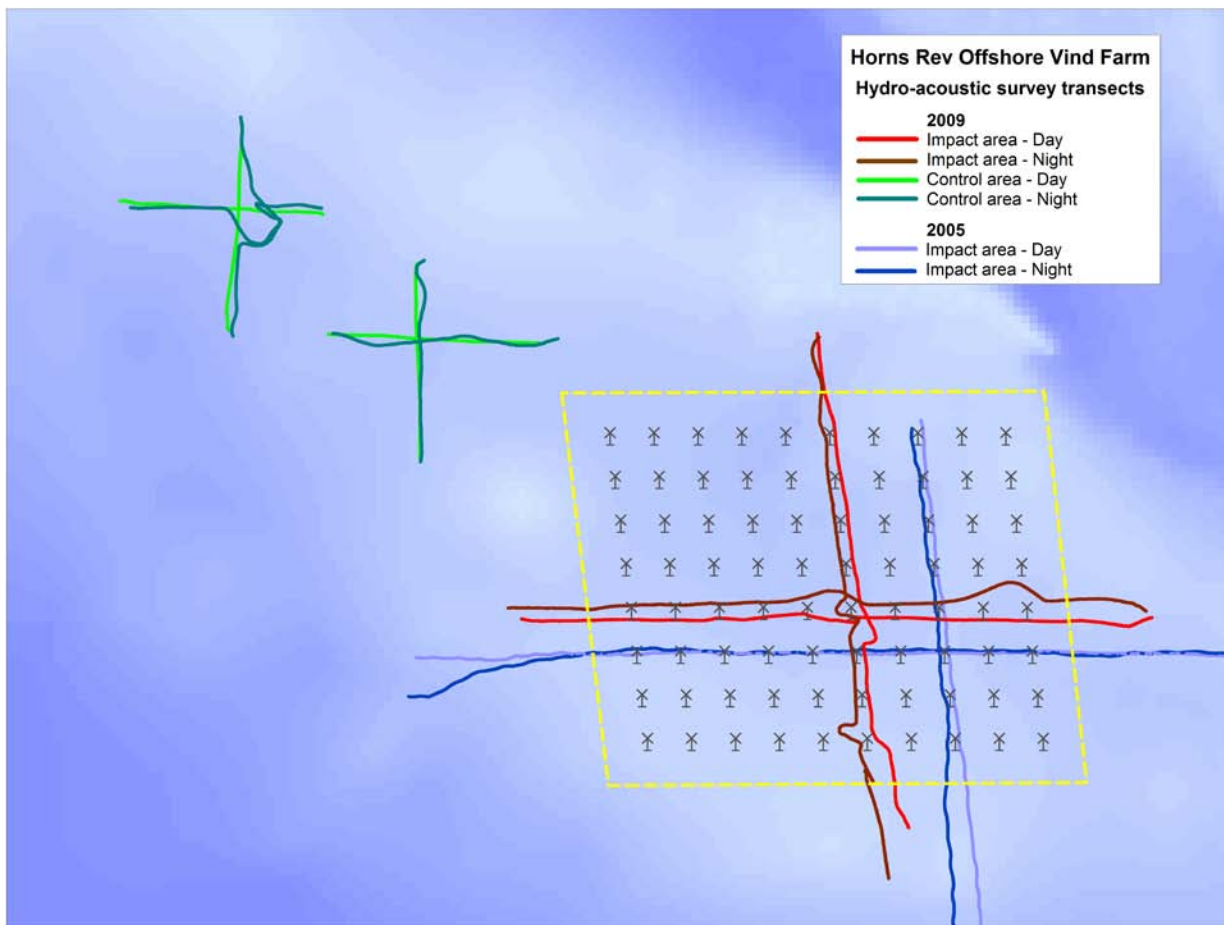 Horns Rev Offshore Vind Farm
Hydro-acoustic survey transects
2009
Impact area - Day
Impact area - Night
Control area - Day
Control area - Night
2005
Impact area - Day
Impact area - Night